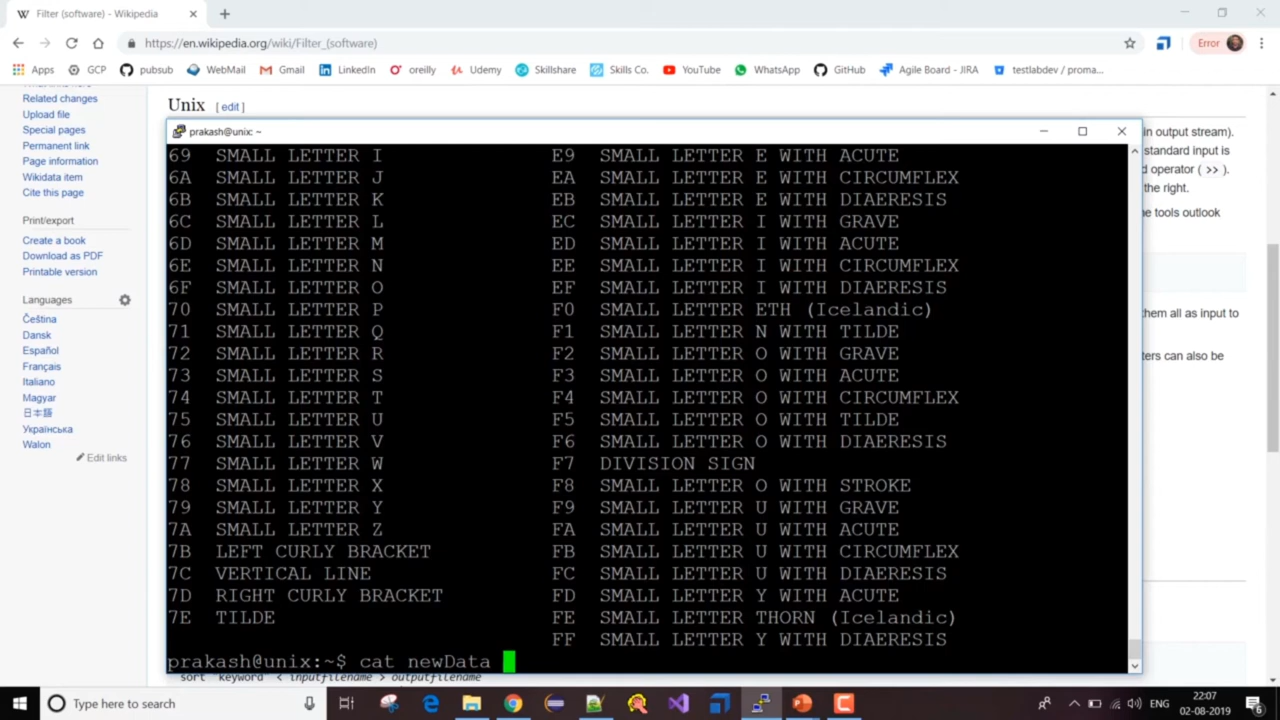 Filter (software) - Wikipedia
https://en.wikipedia.org/wiki/Filter_(software)
Error
Apps GCP pubsub WebMail Gmail LinkedIn oreilly Udemy Skillshare Skills Co. YouTube WhatsApp GitHub Agile Board - JIRA testlabdev / proma...
Related changes
Upload file
Special pages
Permanent link
Page information
Wikidata item
Cite this page
Print/export
Create a book
Download as PDF
Printable version
Languages
Čeština
Dansk
Español
Français
Italiano
Magyar
日本語
Українська
Walon
Edit links
Unix [ edit ]
in output stream).
standard input is
d operator ( >> ).
the right.
e tools outlook
them all as input to
ters can also be
prakash@unix: ~
69 SMALL LETTER I E9 SMALL LETTER E WITH ACUTE
6A SMALL LETTER J EA SMALL LETTER E WITH CIRCUMFLEX
6B SMALL LETTER K EB SMALL LETTER E WITH DIAERESIS
6C SMALL LETTER L EC SMALL LETTER I WITH GRAVE
6D SMALL LETTER M ED SMALL LETTER I WITH ACUTE
6E SMALL LETTER N EE SMALL LETTER I WITH CIRCUMFLEX
6F SMALL LETTER O EF SMALL LETTER I WITH DIAERESIS
70 SMALL LETTER P F0 SMALL LETTER ETH (Icelandic)
71 SMALL LETTER Q F1 SMALL LETTER N WITH TILDE
72 SMALL LETTER R F2 SMALL LETTER O WITH GRAVE
73 SMALL LETTER S F3 SMALL LETTER O WITH ACUTE
74 SMALL LETTER T F4 SMALL LETTER O WITH CIRCUMFLEX
75 SMALL LETTER U F5 SMALL LETTER O WITH TILDE
76 SMALL LETTER V F6 SMALL LETTER O WITH DIAERESIS
77 SMALL LETTER W F7 DIVISION SIGN
78 SMALL LETTER X F8 SMALL LETTER O WITH STROKE
79 SMALL LETTER Y F9 SMALL LETTER U WITH GRAVE
7A SMALL LETTER Z FA SMALL LETTER U WITH ACUTE
7B LEFT CURLY BRACKET FB SMALL LETTER U WITH CIRCUMFLEX
7C VERTICAL LINE FC SMALL LETTER U WITH DIAERESIS
7D RIGHT CURLY BRACKET FD SMALL LETTER Y WITH ACUTE
7E TILDE FE SMALL LETTER THORN (Icelandic)
FF SMALL LETTER Y WITH DIAERESIS
prakash@unix:~$ cat newData
sort "keyword" < inputfilename > outputfilename
Type here to search
ENG
22:07
02-08-2019
6